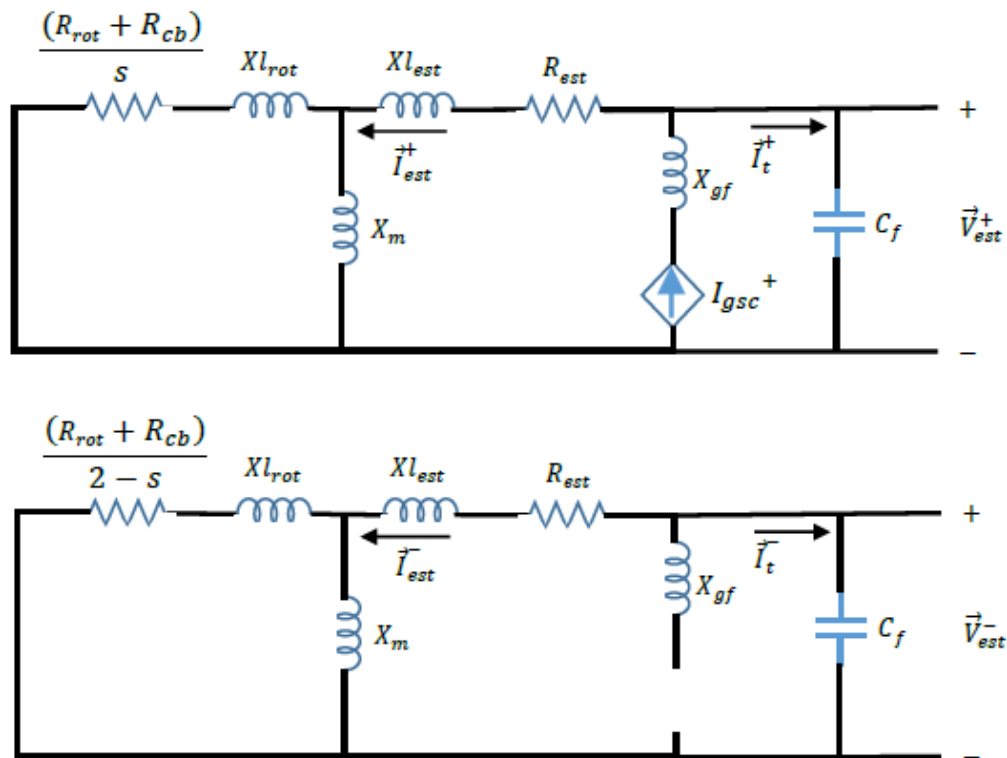 (R_rot + R_cb)
s
Xl_rot
Xl_est
R_est
I⃗_est^+
I⃗_t^+
X_gf
X_m
C_f
I_gsc^+
+
V⃗_est^+
−
(R_rot + R_cb)
2 − s
Xl_rot
Xl_est
R_est
I⃗_est^-
I⃗_t^-
X_gf
X_m
C_f
+
V⃗_est^-
−